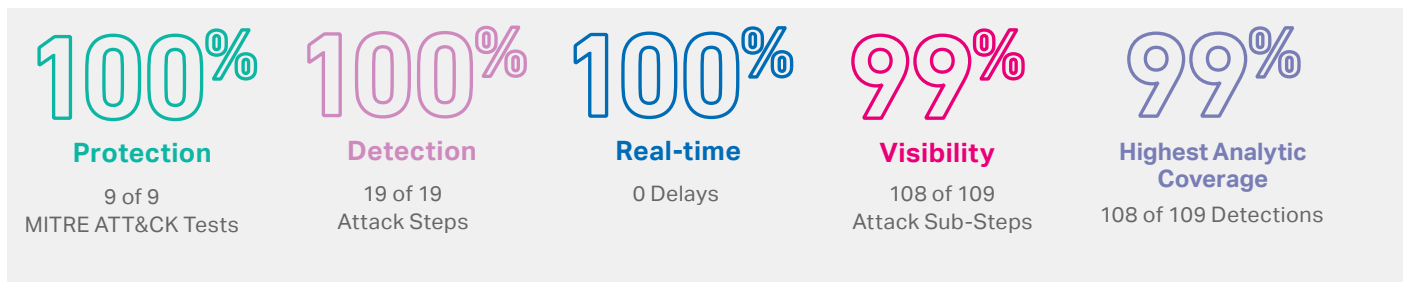 100%
Protection
9 of 9
MITRE ATT&CK Tests
100%
Detection
19 of 19
Attack Steps
100%
Real-time
0 Delays
99%
Visibility
108 of 109
Attack Sub-Steps
99%
Highest Analytic
Coverage
108 of 109 Detections